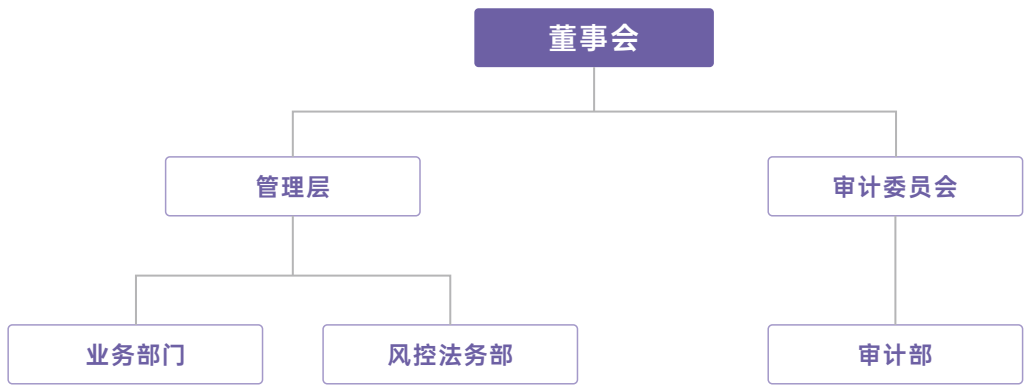 董事会
管理层
审计委员会
业务部门
风控法务部
审计部